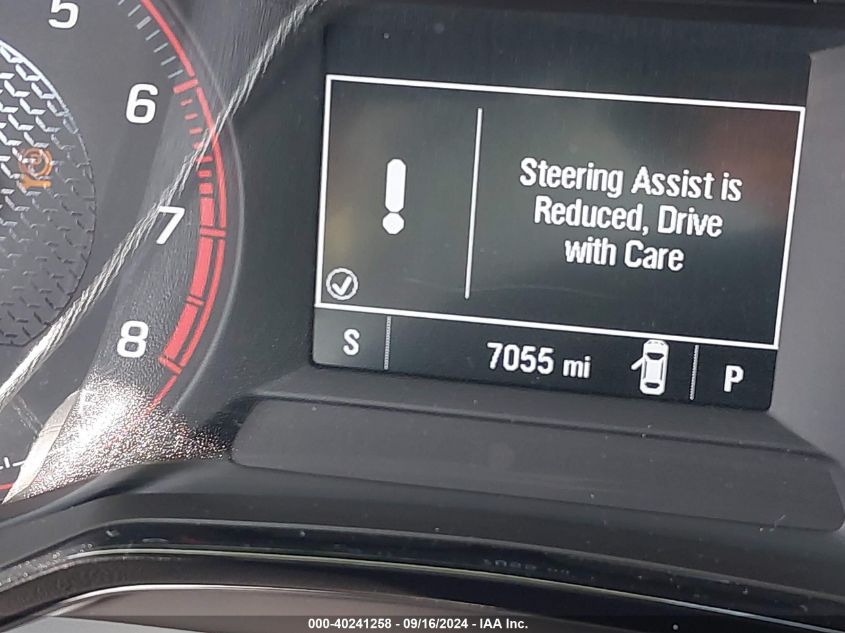 5
6
7
8
Steering Assist is
Reduced, Drive
with Care
S
7055 mi
P
000-40241258 - 09/16/2024 - IAA Inc.